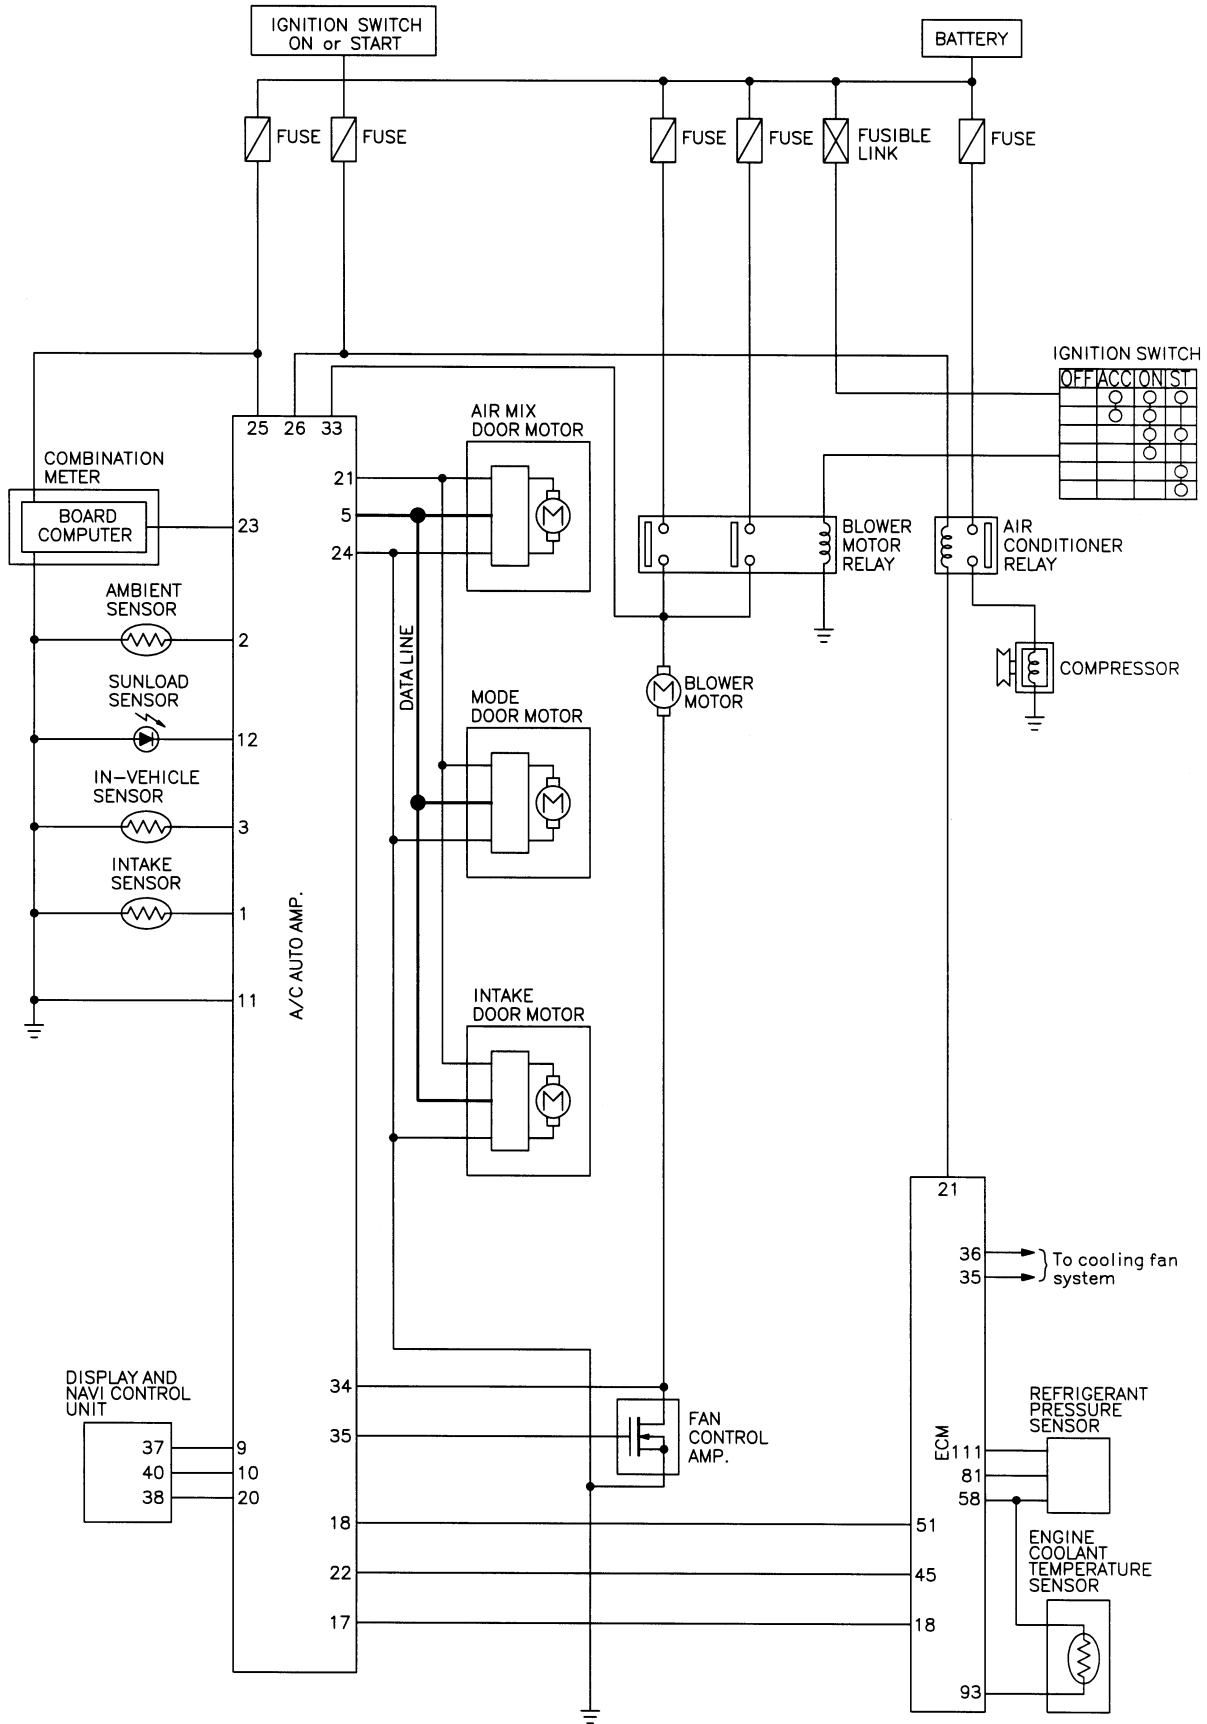 IGNITION SWITCH
ON or START
BATTERY
FUSE
FUSE
FUSE
FUSE
FUSIBLE
LINK
FUSE
IGNITION SWITCH
OFF ACC ON ST
25 26 33
AIR MIX
DOOR MOTOR
21
5
24
M
COMBINATION
METER
BOARD
COMPUTER
23
BLOWER
MOTOR
RELAY
AIR
CONDITIONER
RELAY
AMBIENT
SENSOR
2
DATA LINE
COMPRESSOR
M
BLOWER
MOTOR
SUNLOAD
SENSOR
12
MODE
DOOR MOTOR
M
IN-VEHICLE
SENSOR
3
INTAKE
SENSOR
1
A/C AUTO AMP.
11
INTAKE
DOOR MOTOR
M
21
36
35
To cooling fan
system
DISPLAY AND
NAVI CONTROL
UNIT
37
40
38
9
10
20
34
35
FAN
CONTROL
AMP.
18
22
17
ECM
REFRIGERANT
PRESSURE
SENSOR
111
81
58
51
45
18
ENGINE
COOLANT
TEMPERATURE
SENSOR
93